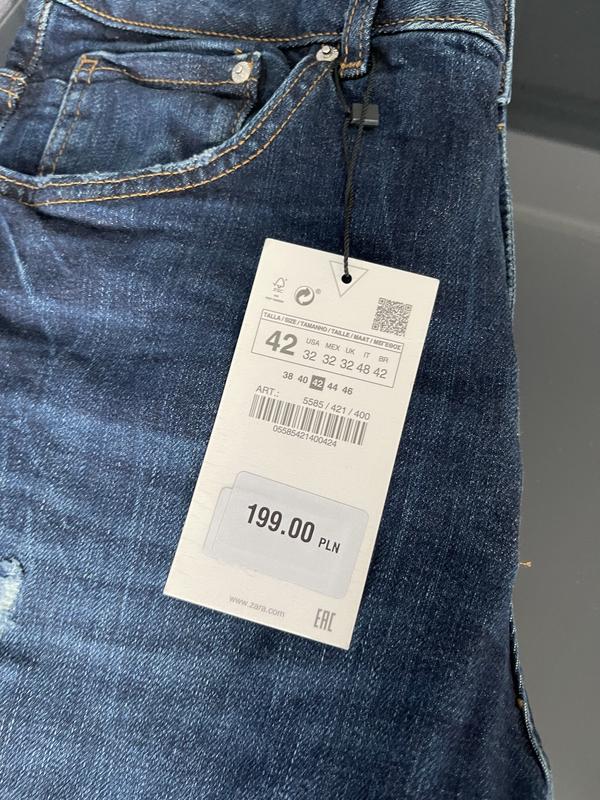 FSC
TALLA / SIZE / TAMANHO / TAILLE / MAAT / ΜΕΓΕΘΟΣ
42 USA MEX UK IT BR
32 32 32 48 42
38 40 42 44 46
ART.: 5585 / 421 / 400
05585421400424
199.00 PLN
www.zara.com
EAC